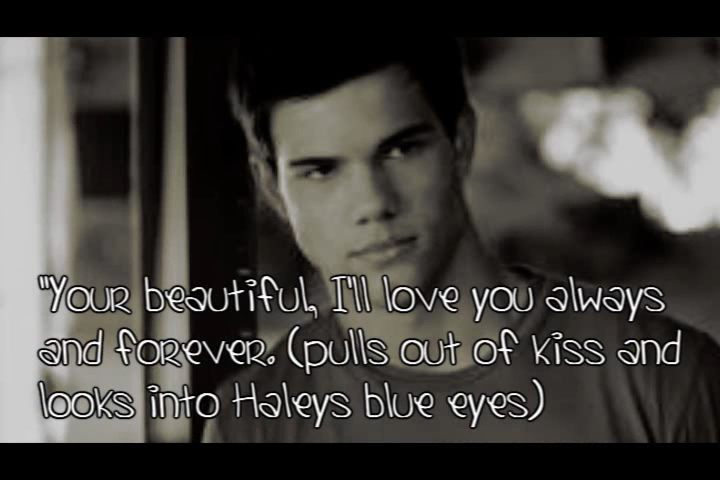 "Your beautiful, I'll love you always
and forever. (pulls out of kiss and
looks into Haleys blue eyes)